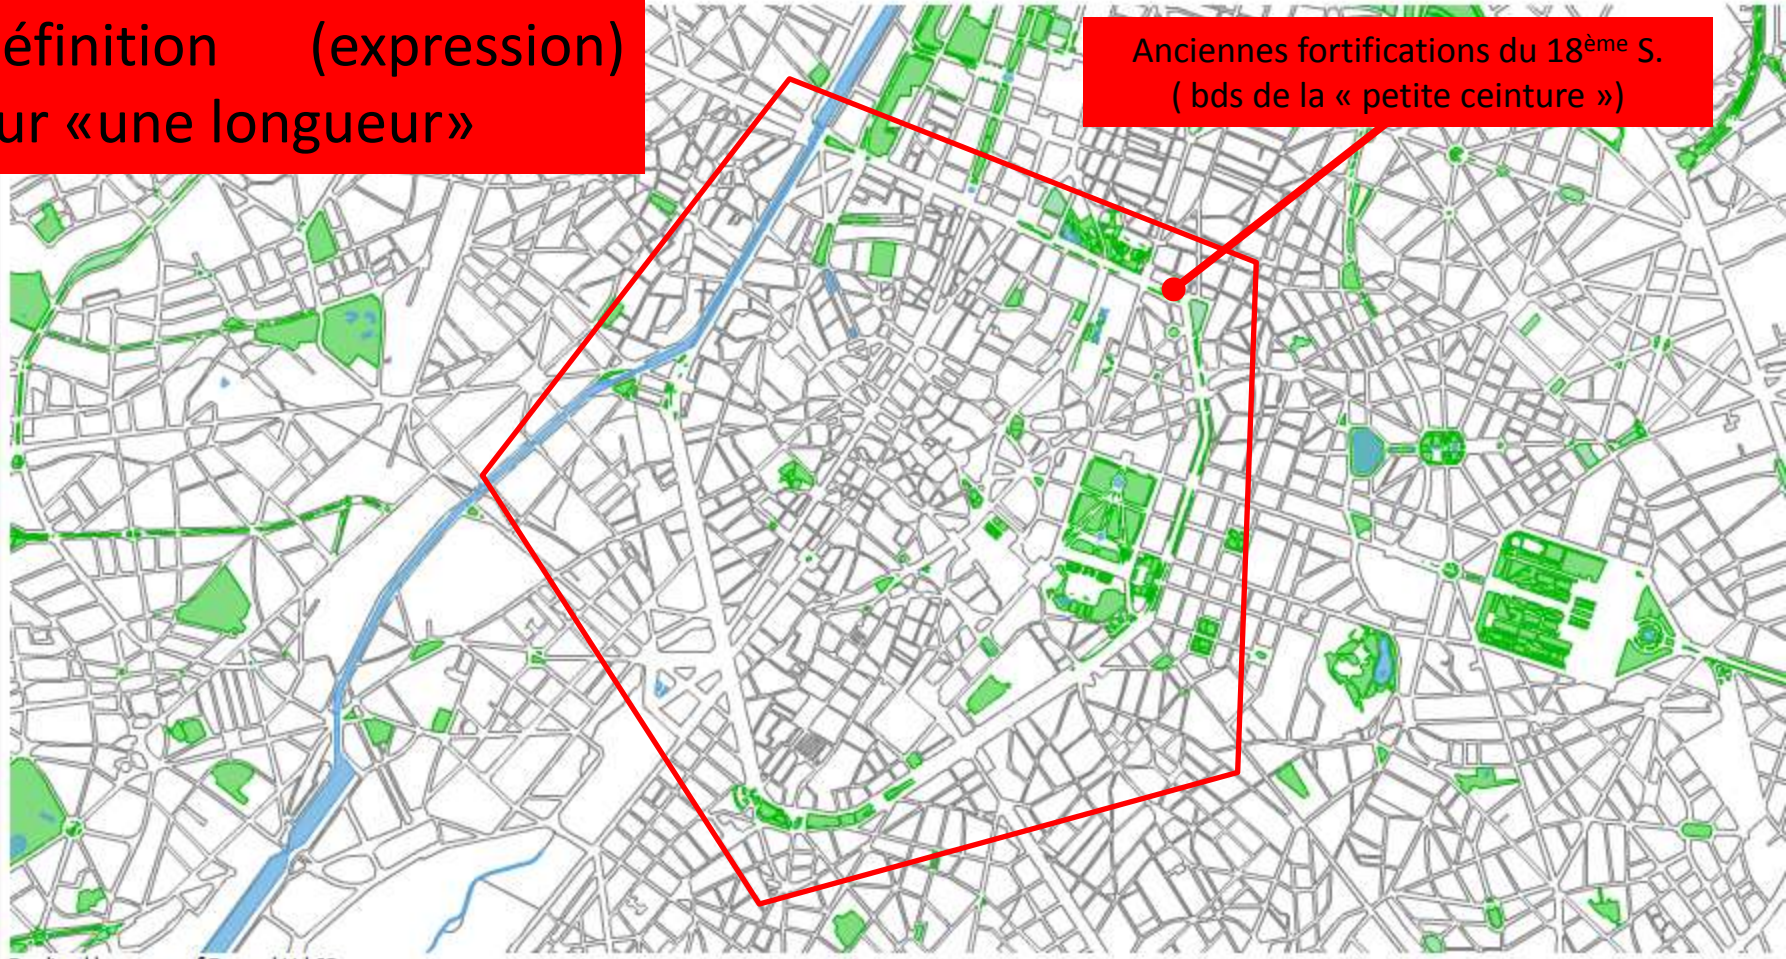 éfinition (expression)
ur «une longueur»
Anciennes fortifications du 18ème S.
( bds de la « petite ceinture »)